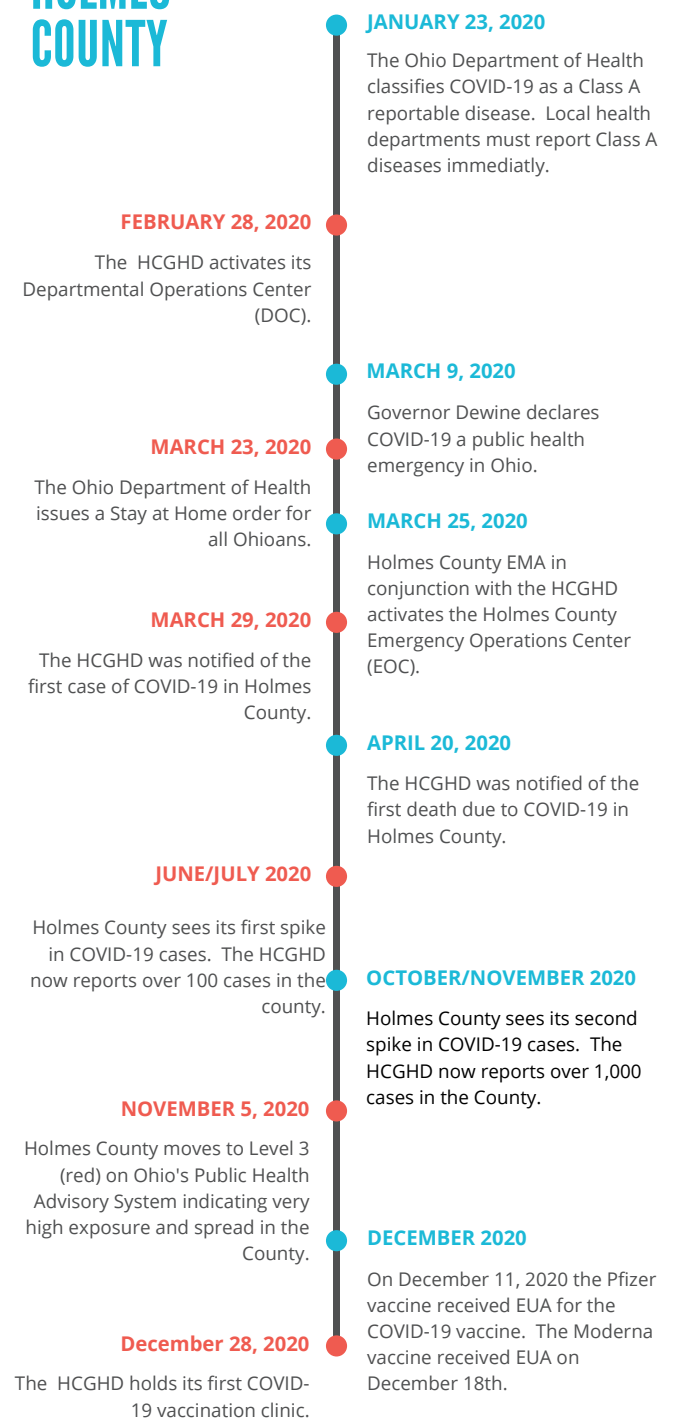 HOLMES
COUNTY
JANUARY 23, 2020
The Ohio Department of Health
classifies COVID-19 as a Class A
reportable disease.  Local health
departments must report Class A
diseases immediatly.
FEBRUARY 28, 2020
The  HCGHD activates its
Departmental Operations Center
(DOC).
MARCH 9, 2020
Governor Dewine declares
COVID-19 a public health
emergency in Ohio.
MARCH 23, 2020
The Ohio Department of Health
issues a Stay at Home order for
all Ohioans.
MARCH 25, 2020
Holmes County EMA in
conjunction with the HCGHD
activates the Holmes County
Emergency Operations Center
(EOC).
MARCH 29, 2020
The HCGHD was notified of the
first case of COVID-19 in Holmes
County.
APRIL 20, 2020
The HCGHD was notified of the
first death due to COVID-19 in
Holmes County.
JUNE/JULY 2020
Holmes County sees its first spike
in COVID-19 cases.  The HCGHD
now reports over 100 cases in the
county.
OCTOBER/NOVEMBER 2020
Holmes County sees its second
spike in COVID-19 cases.  The
HCGHD now reports over 1,000
cases in the County.
NOVEMBER 5, 2020
Holmes County moves to Level 3
(red) on Ohio's Public Health
Advisory System indicating very
high exposure and spread in the
County.
DECEMBER 2020
On December 11, 2020 the Pfizer
vaccine received EUA for the
COVID-19 vaccine.  The Moderna
vaccine received EUA on
December 18th.
December 28, 2020
The  HCGHD holds its first COVID-
19 vaccination clinic.